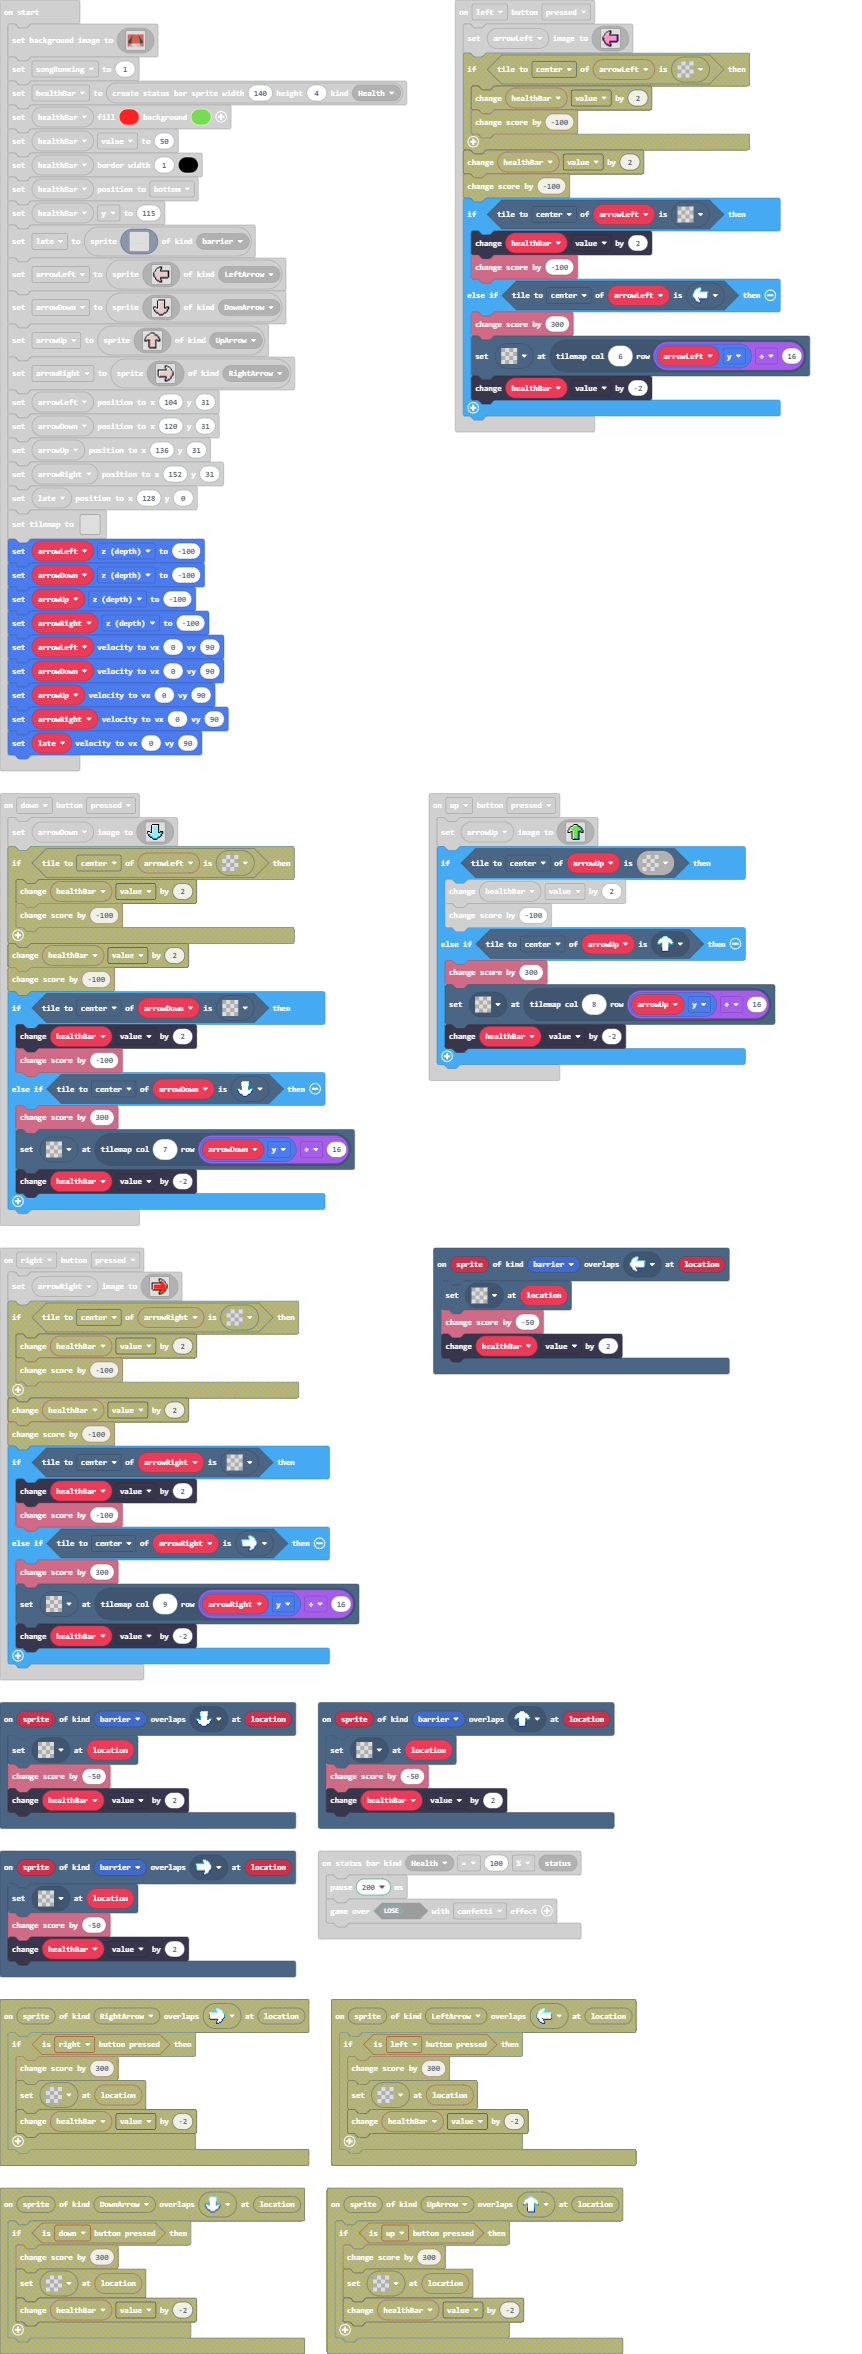 on start
set background image to
set songRunning to 1
set healthBar to create status bar sprite width 140 height 4 kind Health
set healthBar fill background
set healthBar value to 50
set healthBar border width 1
set healthBar position to bottom
set healthBar y to 115
set late to sprite of kind barrier
set arrowLeft to sprite of kind LeftArrow
set arrowDown to sprite of kind DownArrow
set arrowUp to sprite of kind UpArrow
set arrowRight to sprite of kind RightArrow
set arrowLeft position to x 104 y 31
set arrowDown position to x 120 y 31
set arrowUp position to x 136 y 31
set arrowRight position to x 152 y 31
set late position to x 128 y 0
set tilemap to
set arrowLeft z (depth) to -100
set arrowDown z (depth) to -100
set arrowUp z (depth) to -100
set arrowRight z (depth) to -100
set arrowLeft velocity to vx 0 vy 90
set arrowDown velocity to vx 0 vy 90
set arrowUp velocity to vx 0 vy 90
set arrowRight velocity to vx 0 vy 90
set late velocity to vx 0 vy 90
on left button pressed
set arrowLeft image to
if tile to center of arrowLeft is then
change healthBar value by 2
change score by -100
change healthBar value by 2
change score by -100
if tile to center of arrowLeft is then
change healthBar value by 2
change score by -100
else if tile to center of arrowLeft is then
change score by 300
set at tilemap col 6 row arrowLeft y ÷ 16
change healthBar value by -2
on down button pressed
set arrowDown image to
if tile to center of arrowLeft is then
change healthBar value by 2
change score by -100
change healthBar value by 2
change score by -100
if tile to center of arrowDown is then
change healthBar value by 2
change score by -100
else if tile to center of arrowDown is then
change score by 300
set at tilemap col 7 row arrowDown y ÷ 16
change healthBar value by -2
on up button pressed
set arrowUp image to
if tile to center of arrowUp is then
change healthBar value by 2
change score by -100
else if tile to center of arrowUp is then
change score by 300
set at tilemap col 8 row arrowUp y ÷ 16
change healthBar value by -2
on right button pressed
set arrowRight image to
if tile to center of arrowRight is then
change healthBar value by 2
change score by -100
change healthBar value by 2
change score by -100
if tile to center of arrowRight is then
change healthBar value by 2
change score by -100
else if tile to center of arrowRight is then
change score by 300
set at tilemap col 9 row arrowRight y ÷ 16
change healthBar value by -2
on sprite of kind barrier overlaps at location
set at location
change score by -50
change healthBar value by 2
on sprite of kind barrier overlaps at location
set at location
change score by -50
change healthBar value by 2
on sprite of kind barrier overlaps at location
set at location
change score by -50
change healthBar value by 2
on sprite of kind barrier overlaps at location
set at location
change score by -50
change healthBar value by 2
on status bar kind Health = 100 % status
pause 200 ms
game over LOSE with confetti effect
on sprite of kind RightArrow overlaps at location
if is right button pressed then
change score by 300
set at location
change healthBar value by -2
on sprite of kind LeftArrow overlaps at location
if is left button pressed then
change score by 300
set at location
change healthBar value by -2
on sprite of kind DownArrow overlaps at location
if is down button pressed then
change score by 300
set at location
change healthBar value by -2
on sprite of kind UpArrow overlaps at location
if is up button pressed then
change score by 300
set at location
change healthBar value by -2